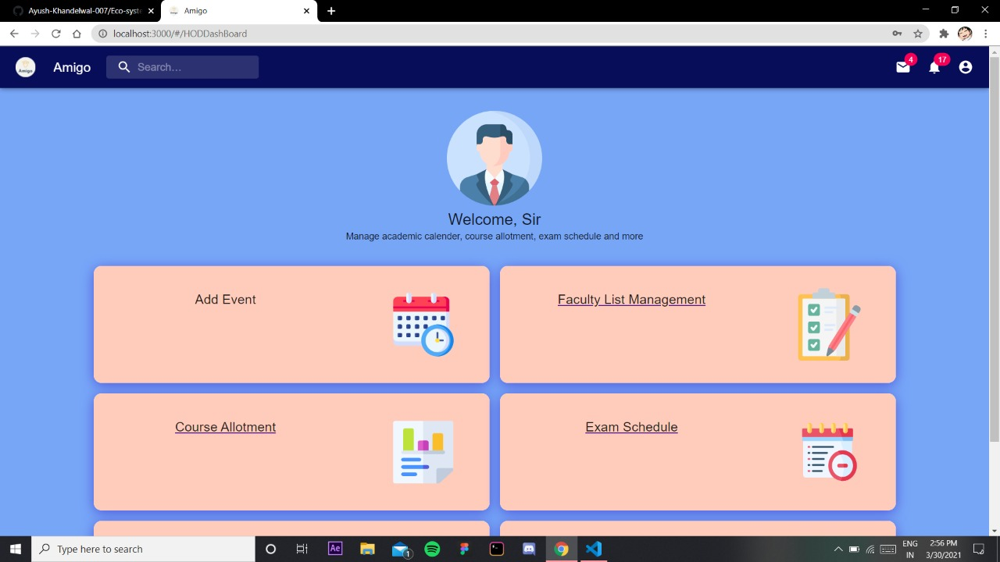 Ayush-Khandelwal-007/Eco-syste
Amigo
localhost:3000/#/HODDashBoard
Amigo
Amigo
Search…
4
17
Welcome, Sir
Manage academic calender, course allotment, exam schedule and more
Add Event
Faculty List Management
Course Allotment
Exam Schedule
Type here to search
Ae
1
ENG
IN
2:56 PM
3/30/2021